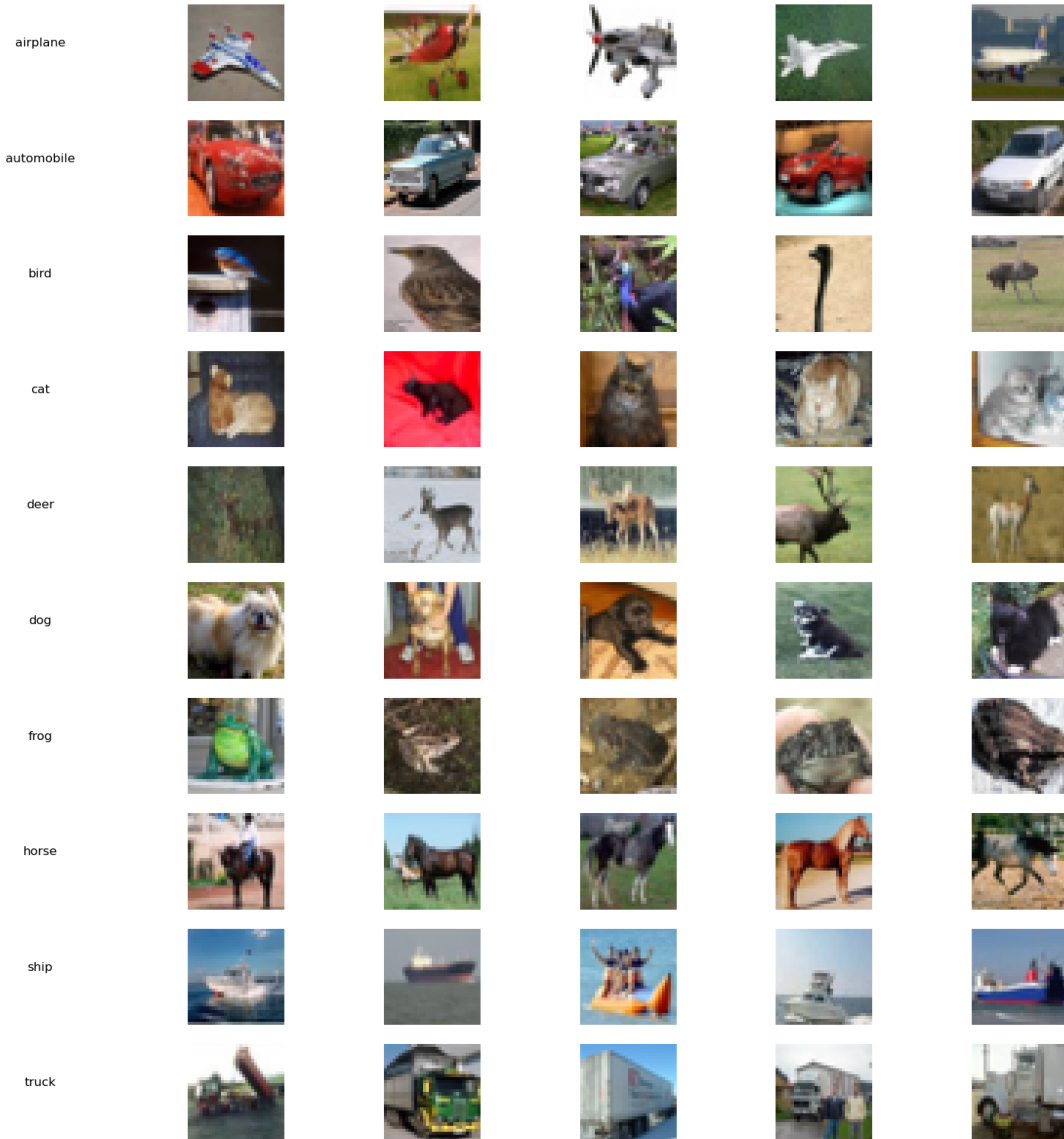 airplane
automobile
bird
cat
deer
dog
frog
horse
ship
truck